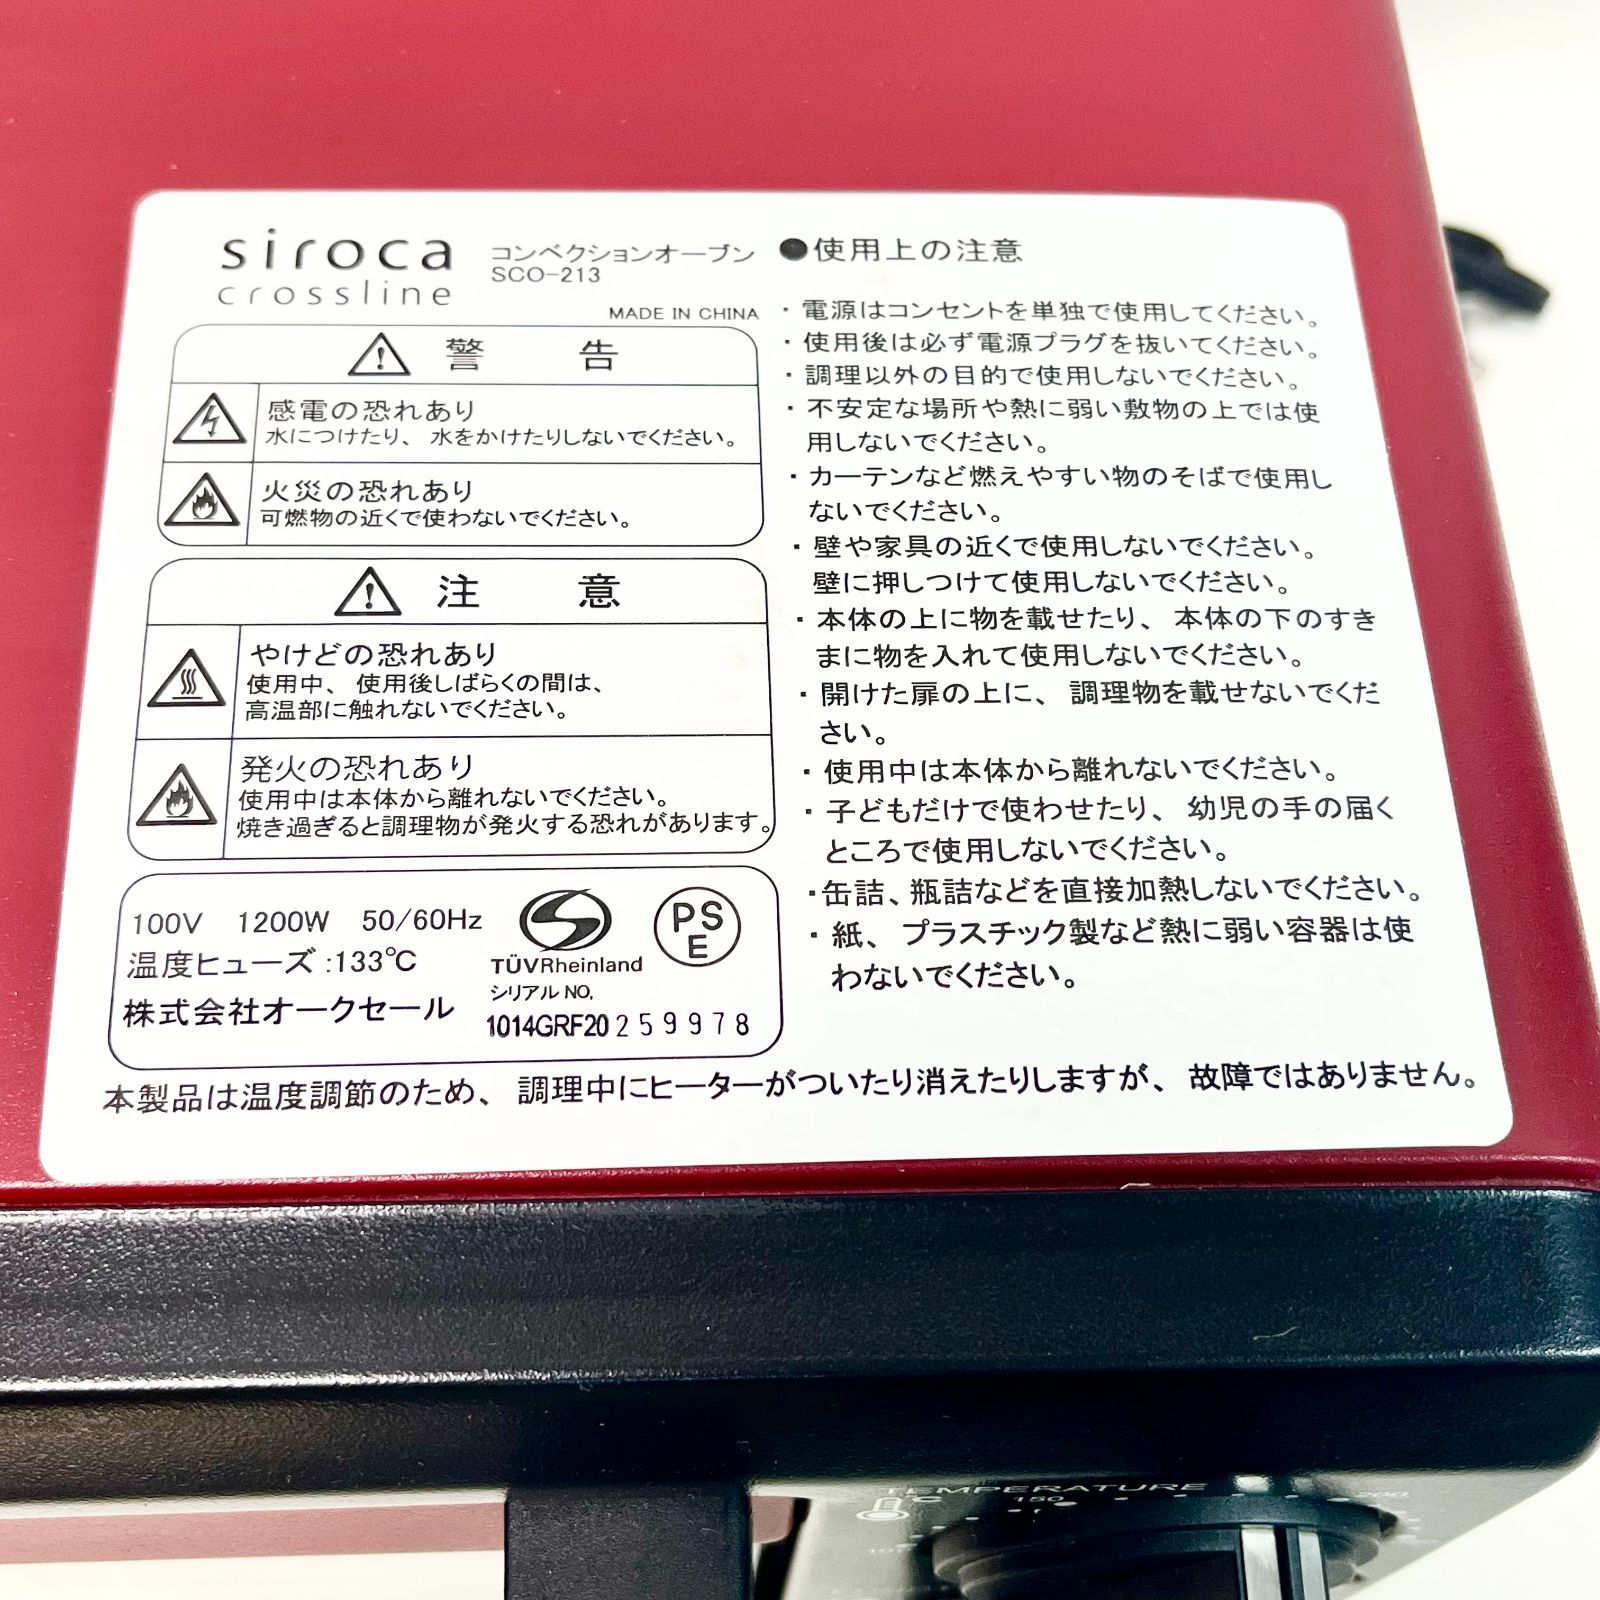 siroca
crossline
コンベクションオーブン
SCO-213
MADE IN CHINA
警告
感電の恐れあり
水につけたり、水をかけたりしないでください。
火災の恐れあり
可燃物の近くで使わないでください。
注意
やけどの恐れあり
使用中、使用後しばらくの間は、
高温部に触れないでください。
発火の恐れあり
使用中は本体から離れないでください。
焼き過ぎると調理物が発火する恐れがあります。
100V 1200W 50/60Hz
温度ヒューズ:133℃
株式会社オークセール
TÜVRheinland
PS
E
シリアルNO.
1014GRF20259978
●使用上の注意
・電源はコンセントを単独で使用してください。
・使用後は必ず電源プラグを抜いてください。
・調理以外の目的で使用しないでください。
・不安定な場所や熱に弱い敷物の上では使
用しないでください。
・カーテンなど燃えやすい物のそばで使用し
ないでください。
・壁や家具の近くで使用しないでください。
壁に押しつけて使用しないでください。
・本体の上に物を載せたり、本体の下のすき
まに物を入れて使用しないでください。
・開けた扉の上に、調理物を載せないでくだ
さい。
・使用中は本体から離れないでください。
・子どもだけで使わせたり、幼児の手の届く
ところで使用しないでください。
・缶詰、瓶詰などを直接加熱しないでください。
・紙、プラスチック製など熱に弱い容器は使
わないでください。
本製品は温度調節のため、調理中にヒーターがついたり消えたりしますが、故障ではありません。
TEMPERATURE
150
200